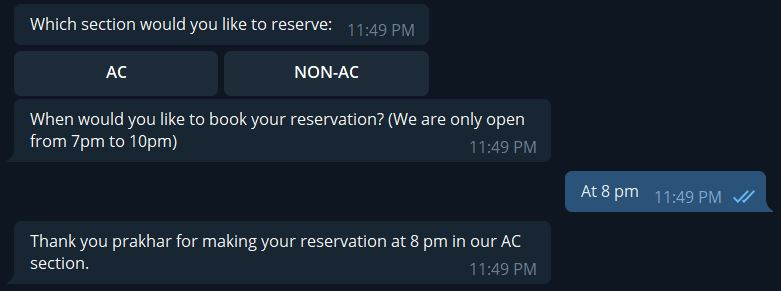 Which section would you like to reserve: 11:49 PM
AC NON-AC
When would you like to book your reservation? (We are only open
from 7pm to 10pm) 11:49 PM
At 8 pm 11:49 PM
Thank you prakhar for making your reservation at 8 pm in our AC
section. 11:49 PM